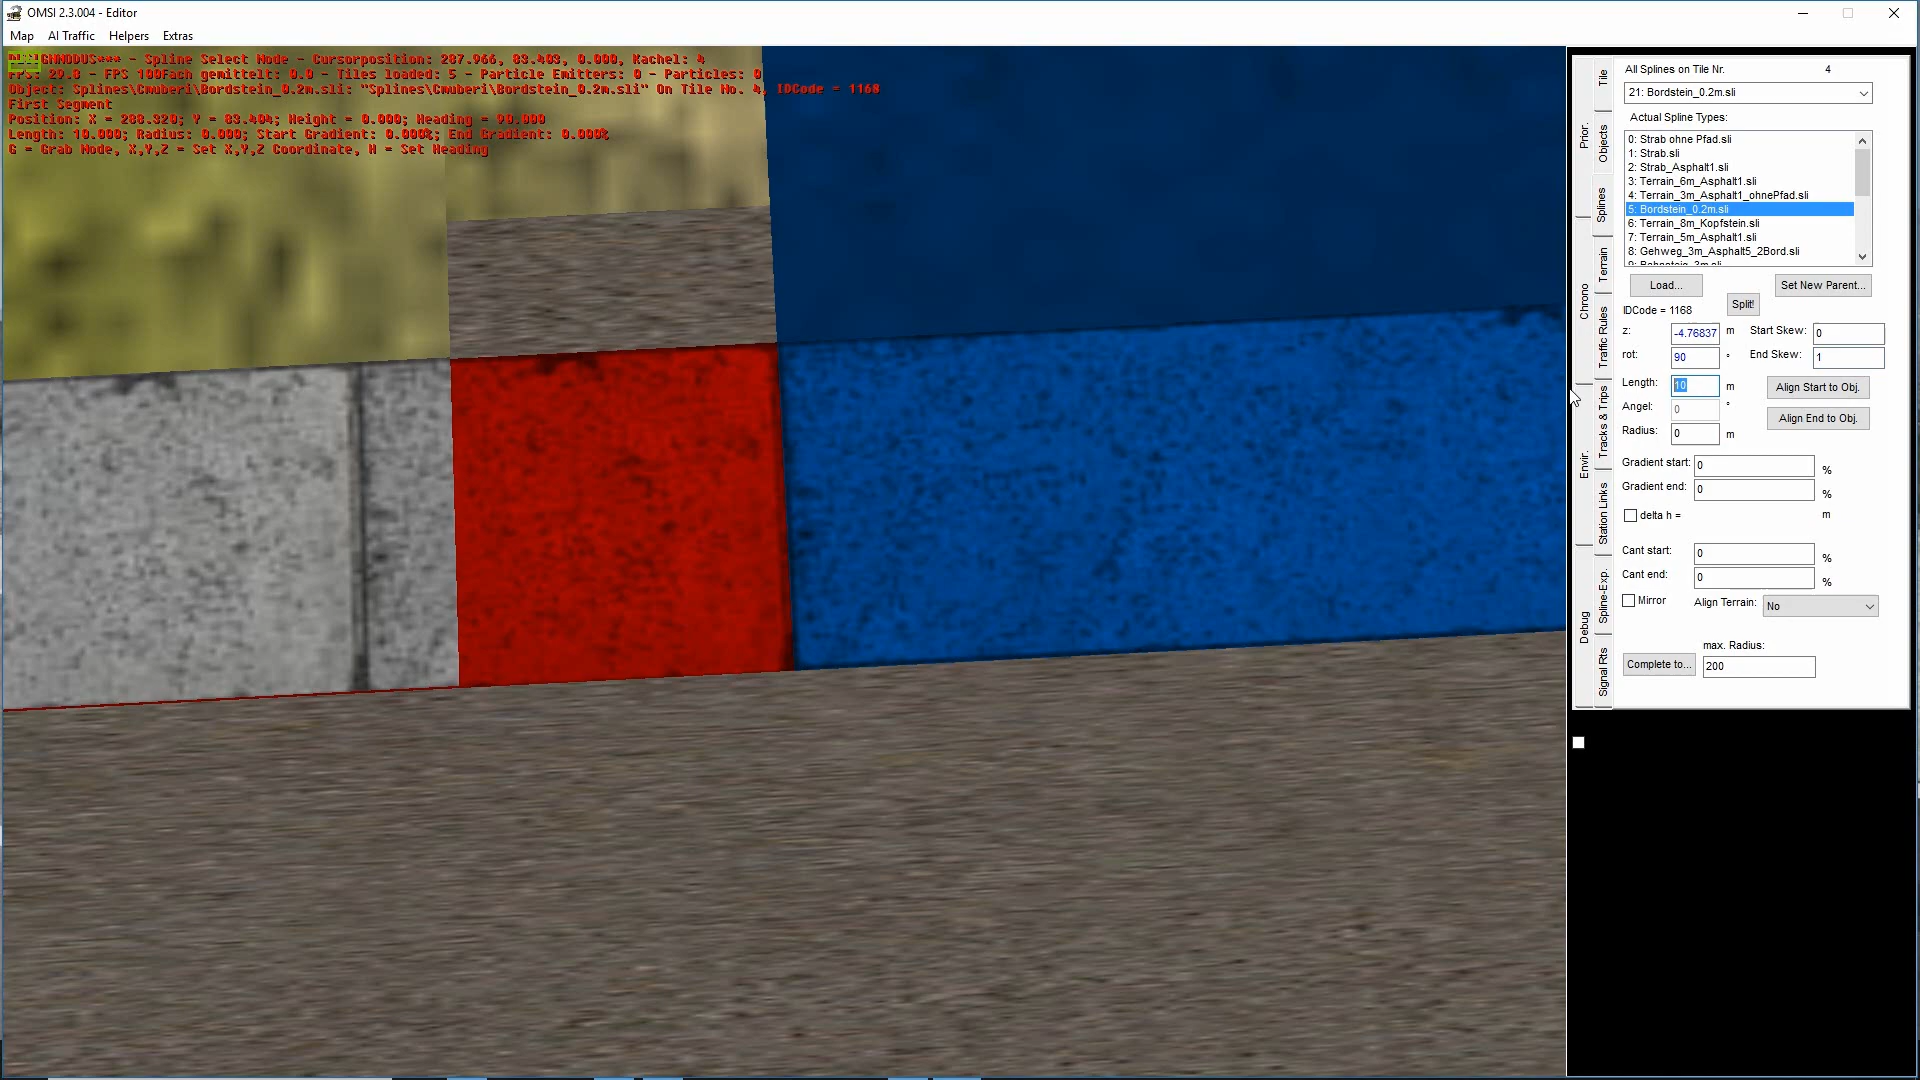 OMSI 2.3.004 - Editor
Map AI Traffic Helpers Extras
- Spline Select Mode - Cursorposition: 287.966, 83.403, 0.000, Kachel: 4
FPS: 29.0 - FPS 100Fach gemittelt: 0.0 - Tiles loaded: 5 - Particle Emitters: 0 - Particles: 0
Object: Splines\Cmuberi\Bordstein_0.2m.sli: "Splines\Cmuberi\Bordstein_0.2m.sli" On Tile No. 4, IDCode = 1168
First Segment
Position: X = 288.320; Y = 83.404; Height = 0.000; Heading = 90.000
Length: 10.000; Radius: 0.000; Start Gradient: 0.000%; End Gradient: 0.000%
G = Grab Mode, X,Y,Z = Set X,Y,Z Coordinate, H = Set Heading
Prior.
Chrono
Envir.
Debug
Tile
Objects
Splines
Terrain
Traffic Rules
Tracks & Trips
Station Links
Spline-Exp.
Signal Rts
All Splines on Tile Nr. 4
21: Bordstein_0.2m.sli
Actual Spline Types:
0: Strab ohne Pfad.sli
1: Strab.sli
2: Strab_Asphalt1.sli
3: Terrain_6m_Asphalt1.sli
4: Terrain_3m_Asphalt1_ohnePfad.sli
5: Bordstein_0.2m.sli
6: Terrain_8m_Kopfstein.sli
7: Terrain_5m_Asphalt1.sli
8: Gehweg_3m_Asphalt5_2Bord.sli
9: Bahnsteig_3m.sli
Load... Set New Parent...
Split!
IDCode = 1168
z: -4.76837 m Start Skew: 0
rot: 90 ° End Skew: 1
Length: 10 m Align Start to Obj.
Angel: 0 °
Align End to Obj.
Radius: 0 m
Gradient start: 0 %
Gradient end: 0 %
delta h = m
Cant start: 0 %
Cant end: 0 %
Mirror Align Terrain: No
max. Radius:
Complete to... 200